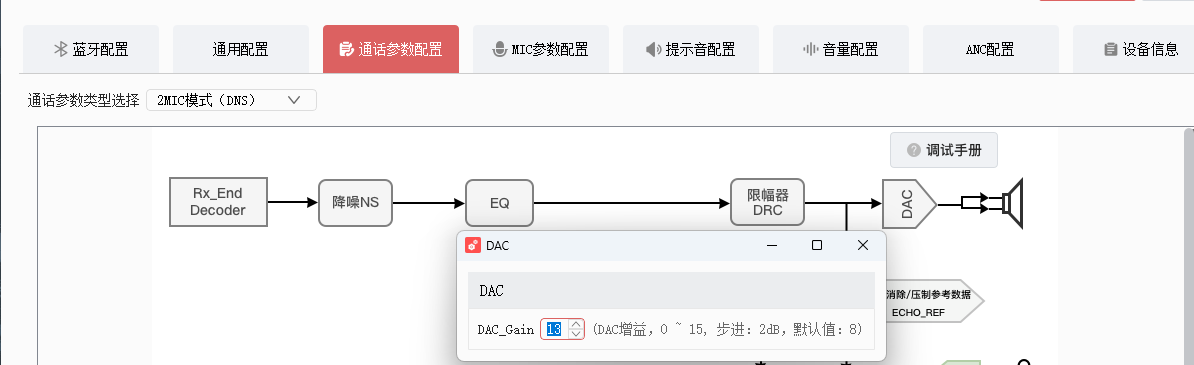 蓝牙配置 通用配置 通话参数配置 MIC参数配置 提示音配置 音量配置 ANC配置 设备信息
通话参数类型选择 2MIC模式（DNS）
? 调试手册
Rx_End
Decoder
降噪NS
EQ
限幅器
DRC
DAC
DAC
DAC
DAC_Gain 13 (DAC增益，0 ~ 15, 步进：2dB，默认值：8)
消除/压制参考数据
ECHO_REF